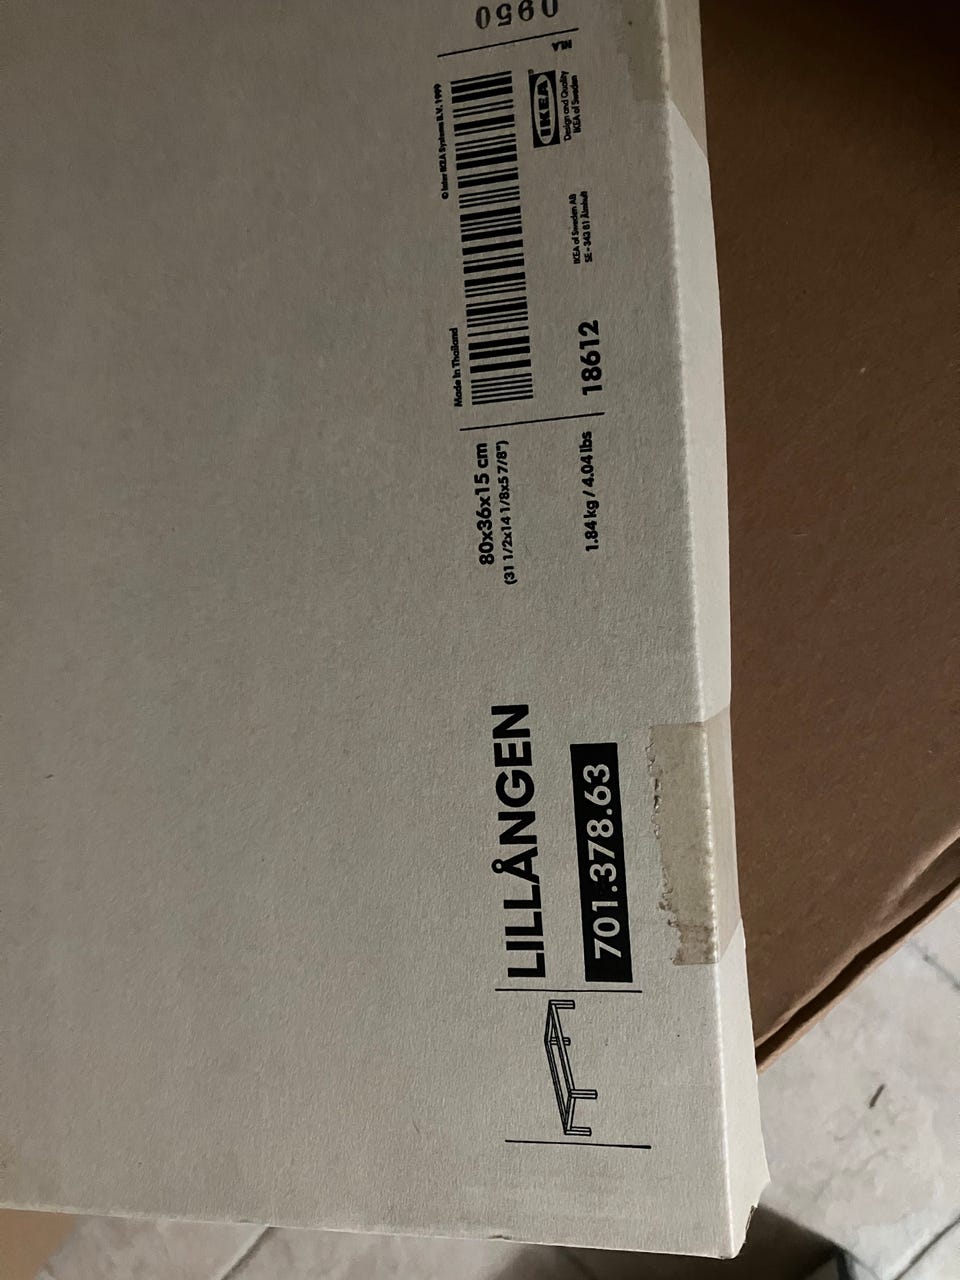 LILLÅNGEN
701.378.63
80x36x15 cm
(31 1/2x14 1/8x5 7/8")
1.84 kg / 4.04 lbs
Made in Thailand
© Inter IKEA Systems B.V. 1999
18612
IKEA of Sweden AB
SE - 343 81 Älmhult
IKEA
Design and Quality
IKEA of Sweden
0950